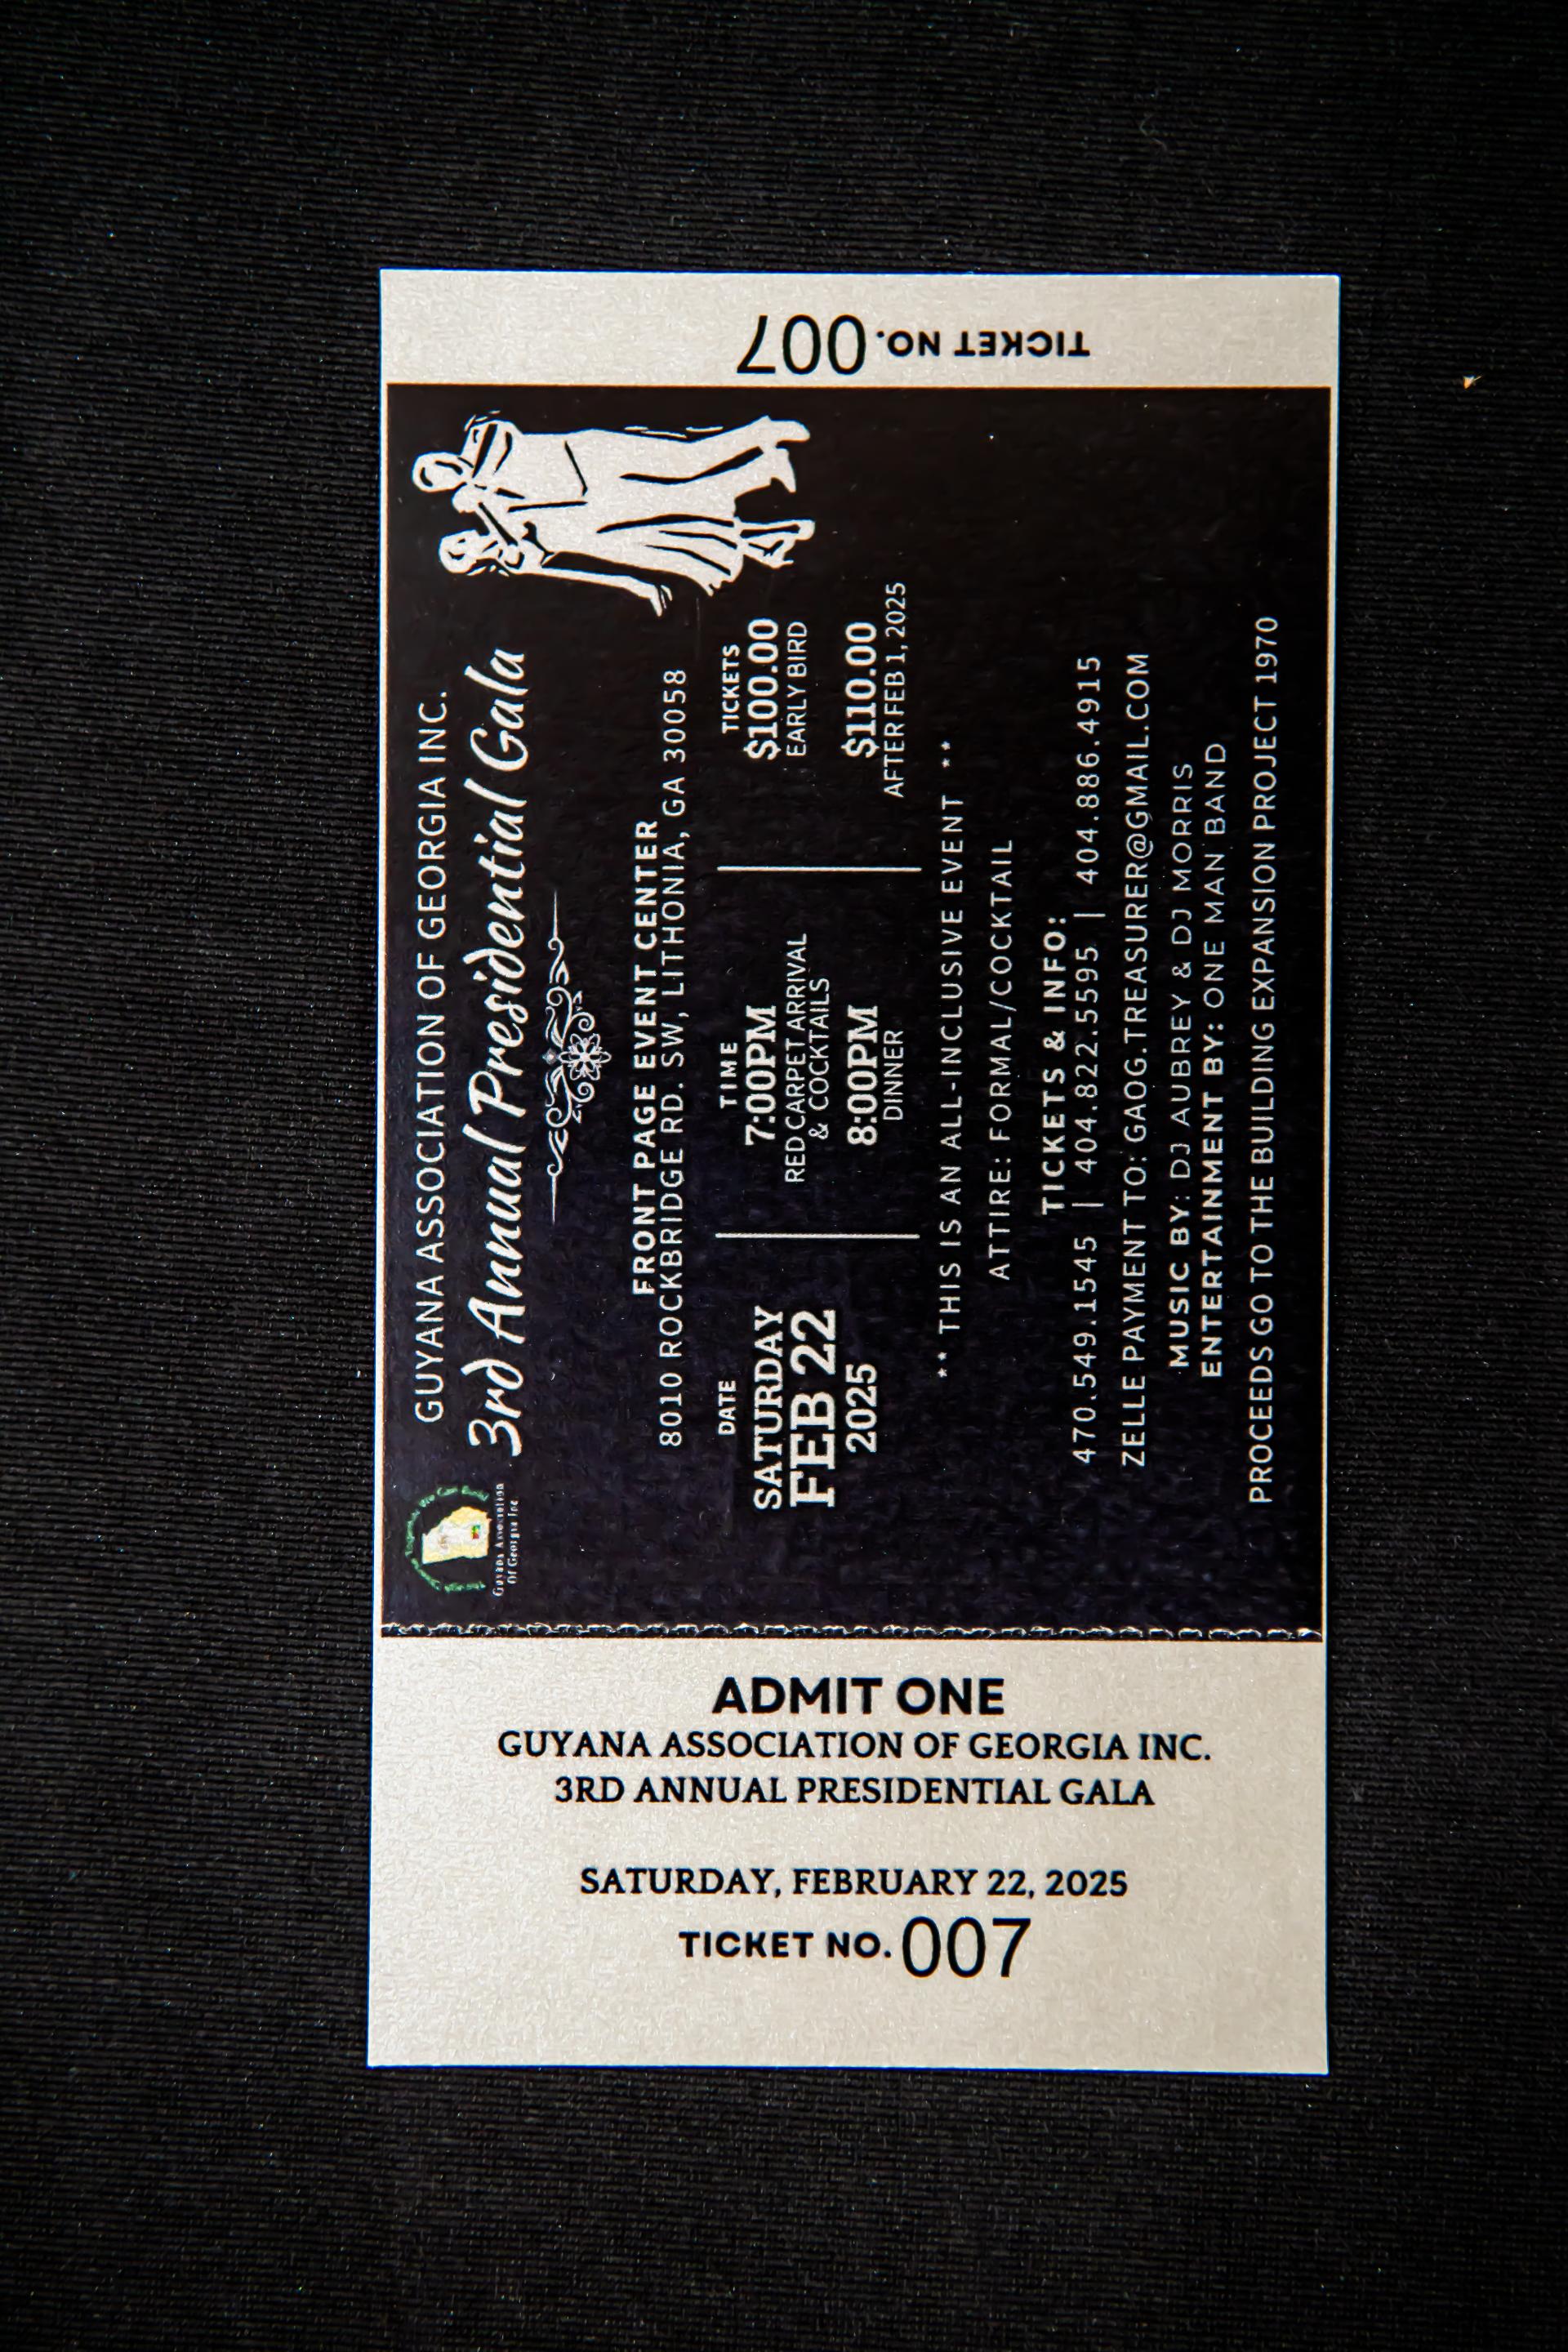 TICKET NO. 007
GUYANA ASSOCIATION OF GEORGIA INC.
3rd Annual Presidential Gala
Guyana Association
Of Georgia Inc
FRONT PAGE EVENT CENTER
8010 ROCKBRIDGE RD. SW, LITHONIA, GA 30058
DATE
SATURDAY
FEB 22
2025
TIME
7:00PM
RED CARPET ARRIVAL
& COCKTAILS
8:00PM
DINNER
TICKETS
$100.00
EARLY BIRD
$110.00
AFTER FEB 1, 2025
** THIS IS AN ALL-INCLUSIVE EVENT **
ATTIRE: FORMAL/COCKTAIL
TICKETS & INFO:
470.549.1545 | 404.822.5595 | 404.886.4915
ZELLE PAYMENT TO: GAOG.TREASURER@GMAIL.COM
MUSIC BY: DJ AUBREY & DJ MORRIS
ENTERTAINMENT BY: ONE MAN BAND
PROCEEDS GO TO THE BUILDING EXPANSION PROJECT 1970
ADMIT ONE
GUYANA ASSOCIATION OF GEORGIA INC.
3RD ANNUAL PRESIDENTIAL GALA
SATURDAY, FEBRUARY 22, 2025
TICKET NO. 007